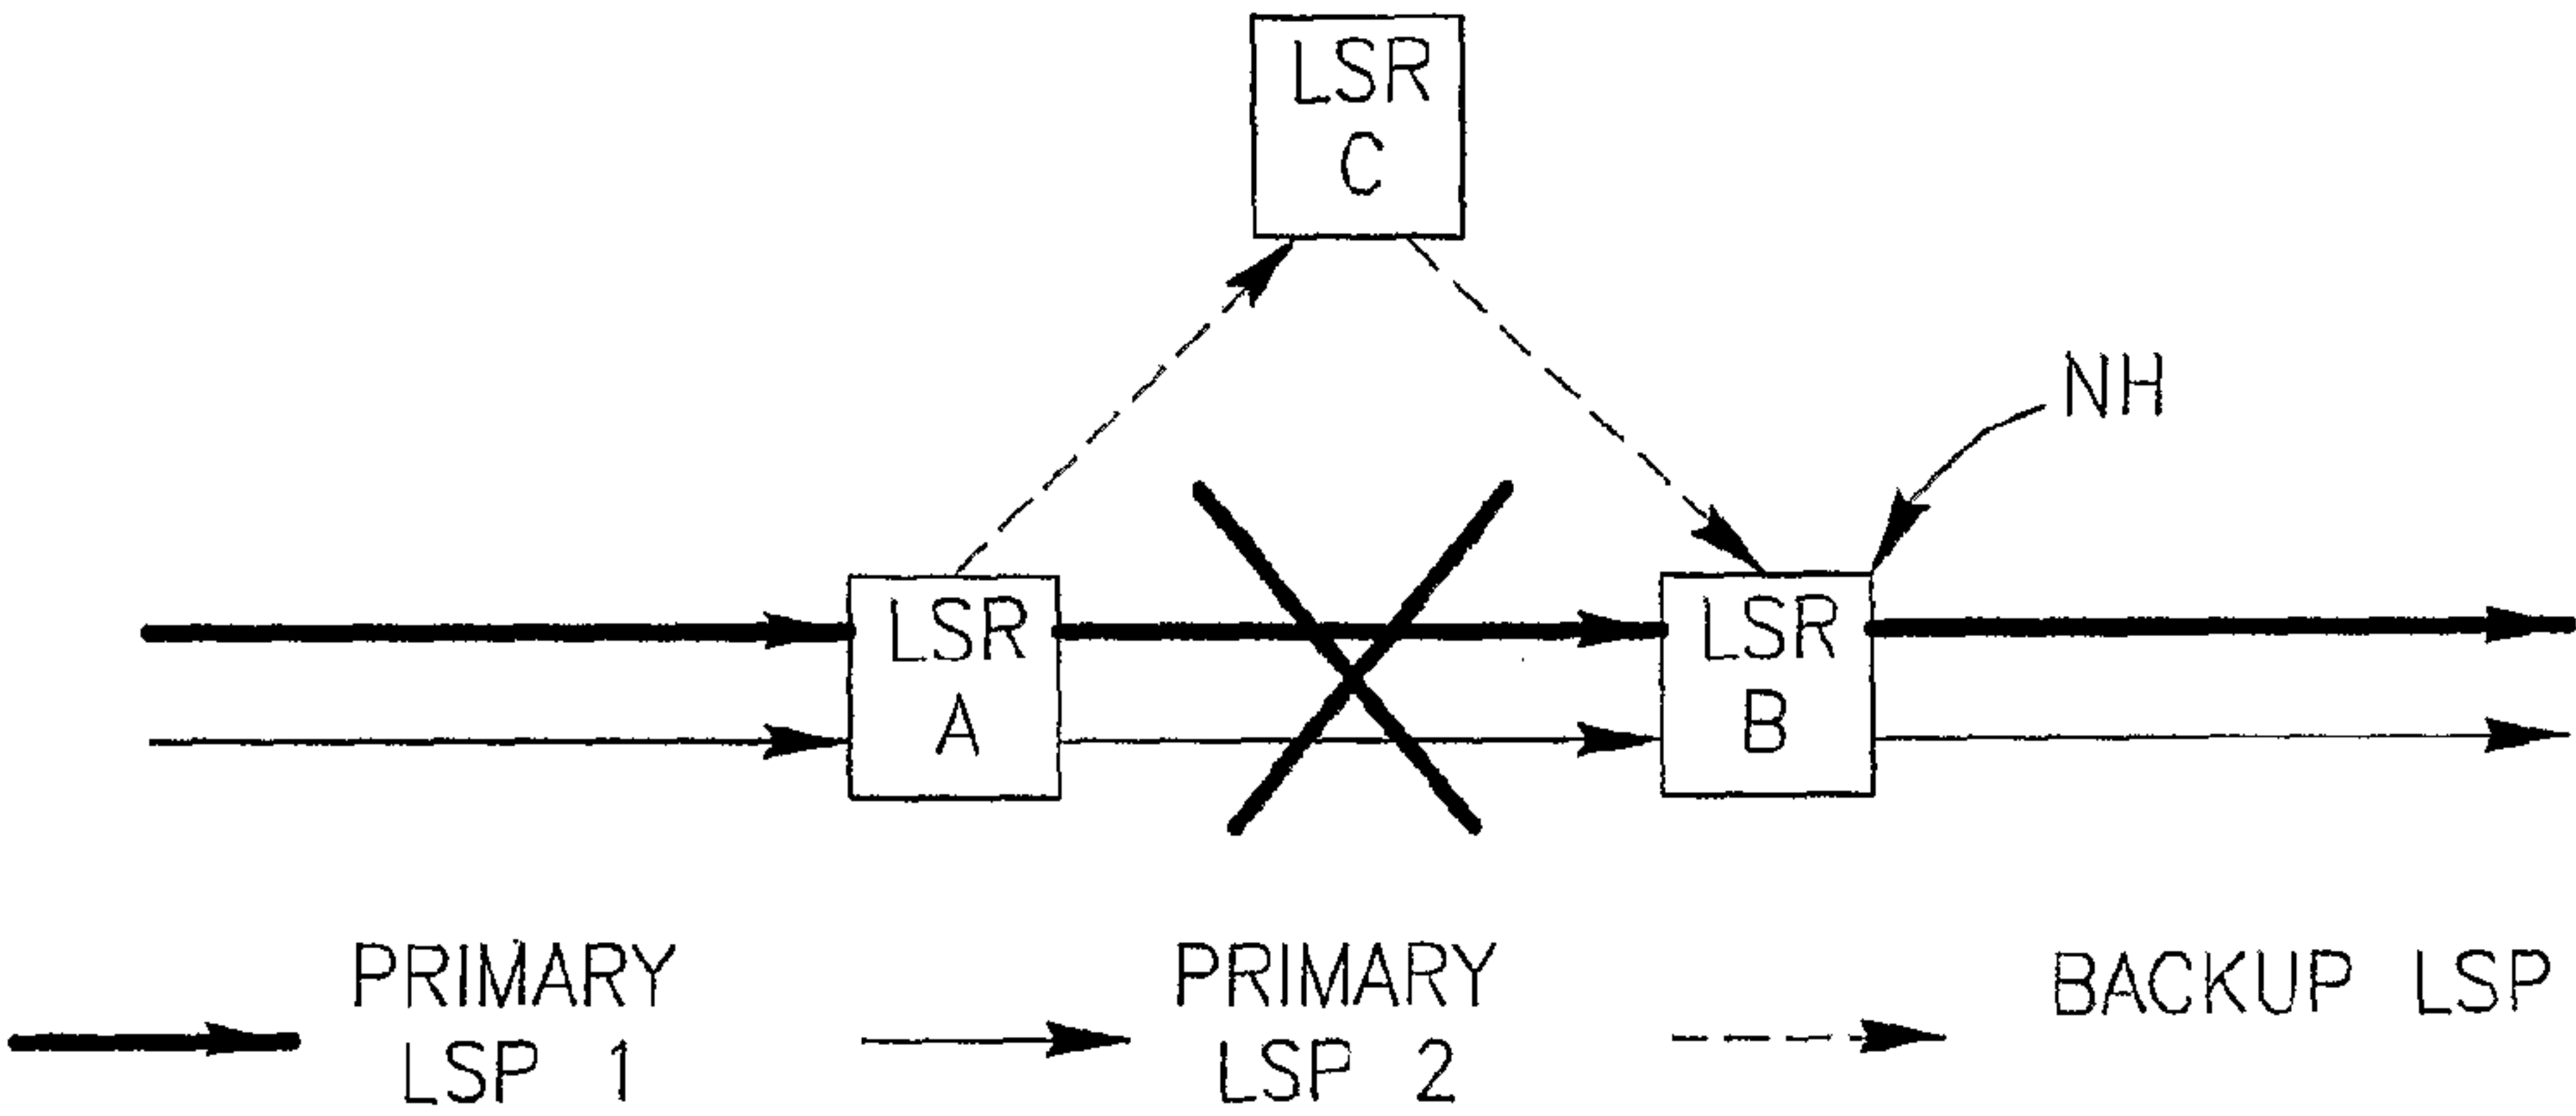 LSR
C
NH
LSR
A
LSR
B
PRIMARY
LSP 1
PRIMARY
LSP 2
BACKUP LSP